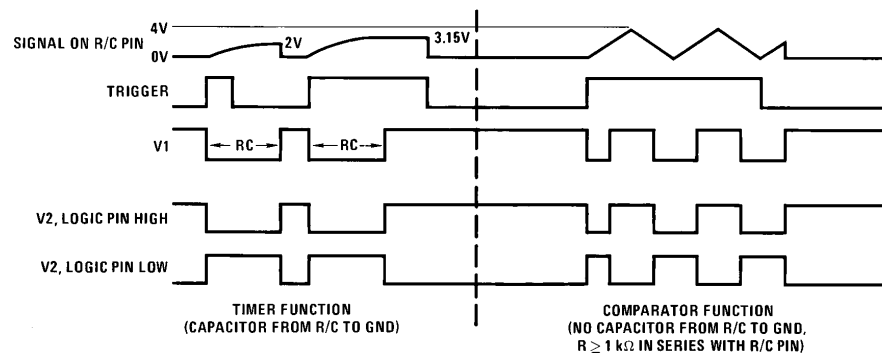 4V
SIGNAL ON R/C PIN
2V
3.15V
0V
TRIGGER
V1
RC
RC
V2, LOGIC PIN HIGH
V2, LOGIC PIN LOW
TIMER FUNCTION
(CAPACITOR FROM R/C TO GND)
COMPARATOR FUNCTION
(NO CAPACITOR FROM R/C TO GND,
R ≥ 1 kΩ IN SERIES WITH R/C PIN)